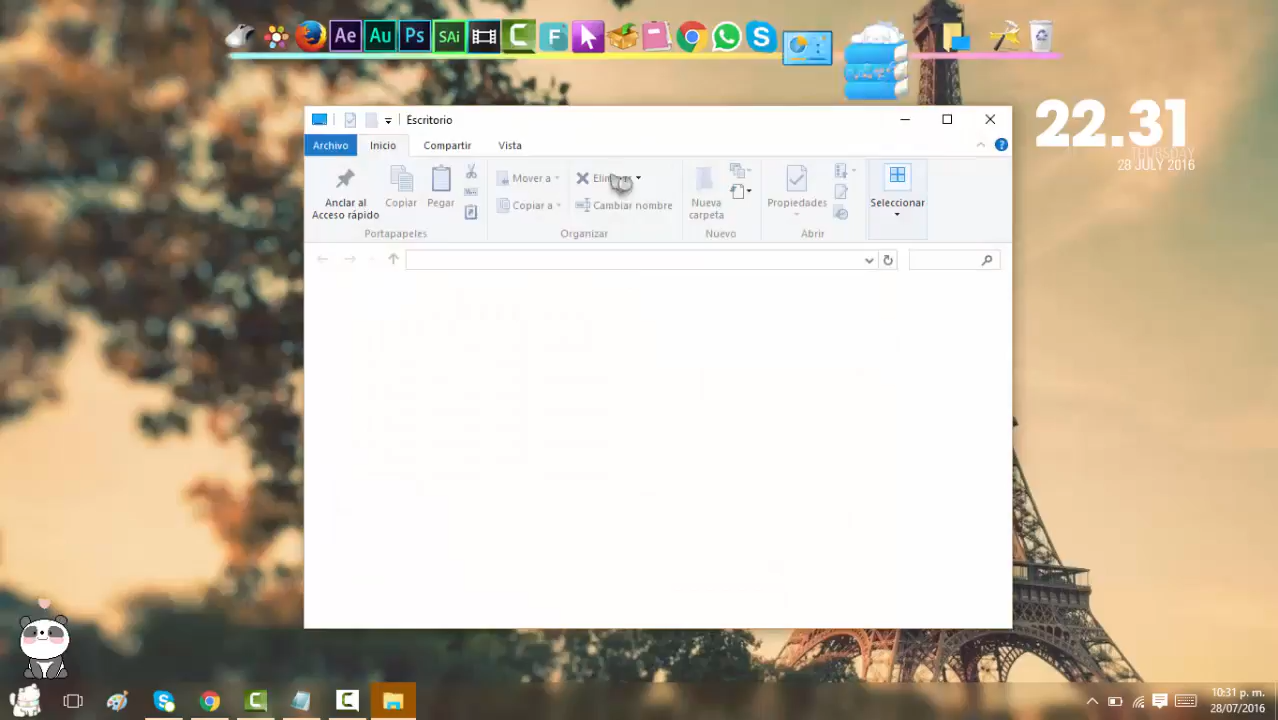 Ae Au Ps SAi C F
22.31
THURSDAY
28 JULY 2016
Escritorio
Archivo Inicio Compartir Vista
Anclar al Acceso rápido
Copiar
Pegar
Mover a
Copiar a
Eliminar
Cambiar nombre
Nueva carpeta
Propiedades
Seleccionar
Portapapeles Organizar Nuevo Abrir
10:31 p. m.
28/07/2016